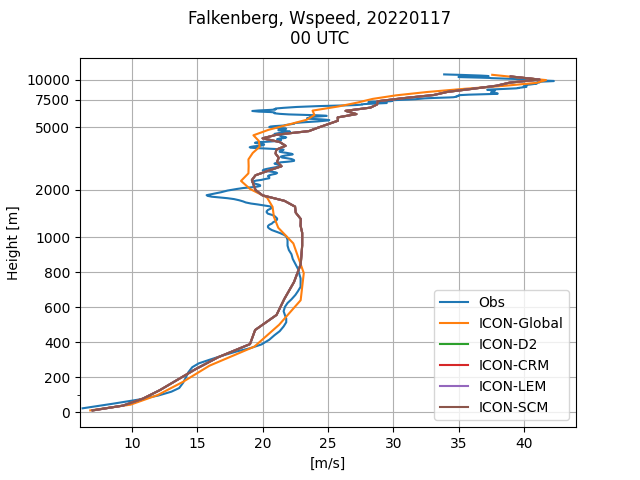 Falkenberg, Wspeed, 20220117
00 UTC
Height [m]
10000
7500
5000
2000
1000
800
600
400
200
0
10
15
20
25
30
35
40
[m/s]
Obs
ICON-Global
ICON-D2
ICON-CRM
ICON-LEM
ICON-SCM